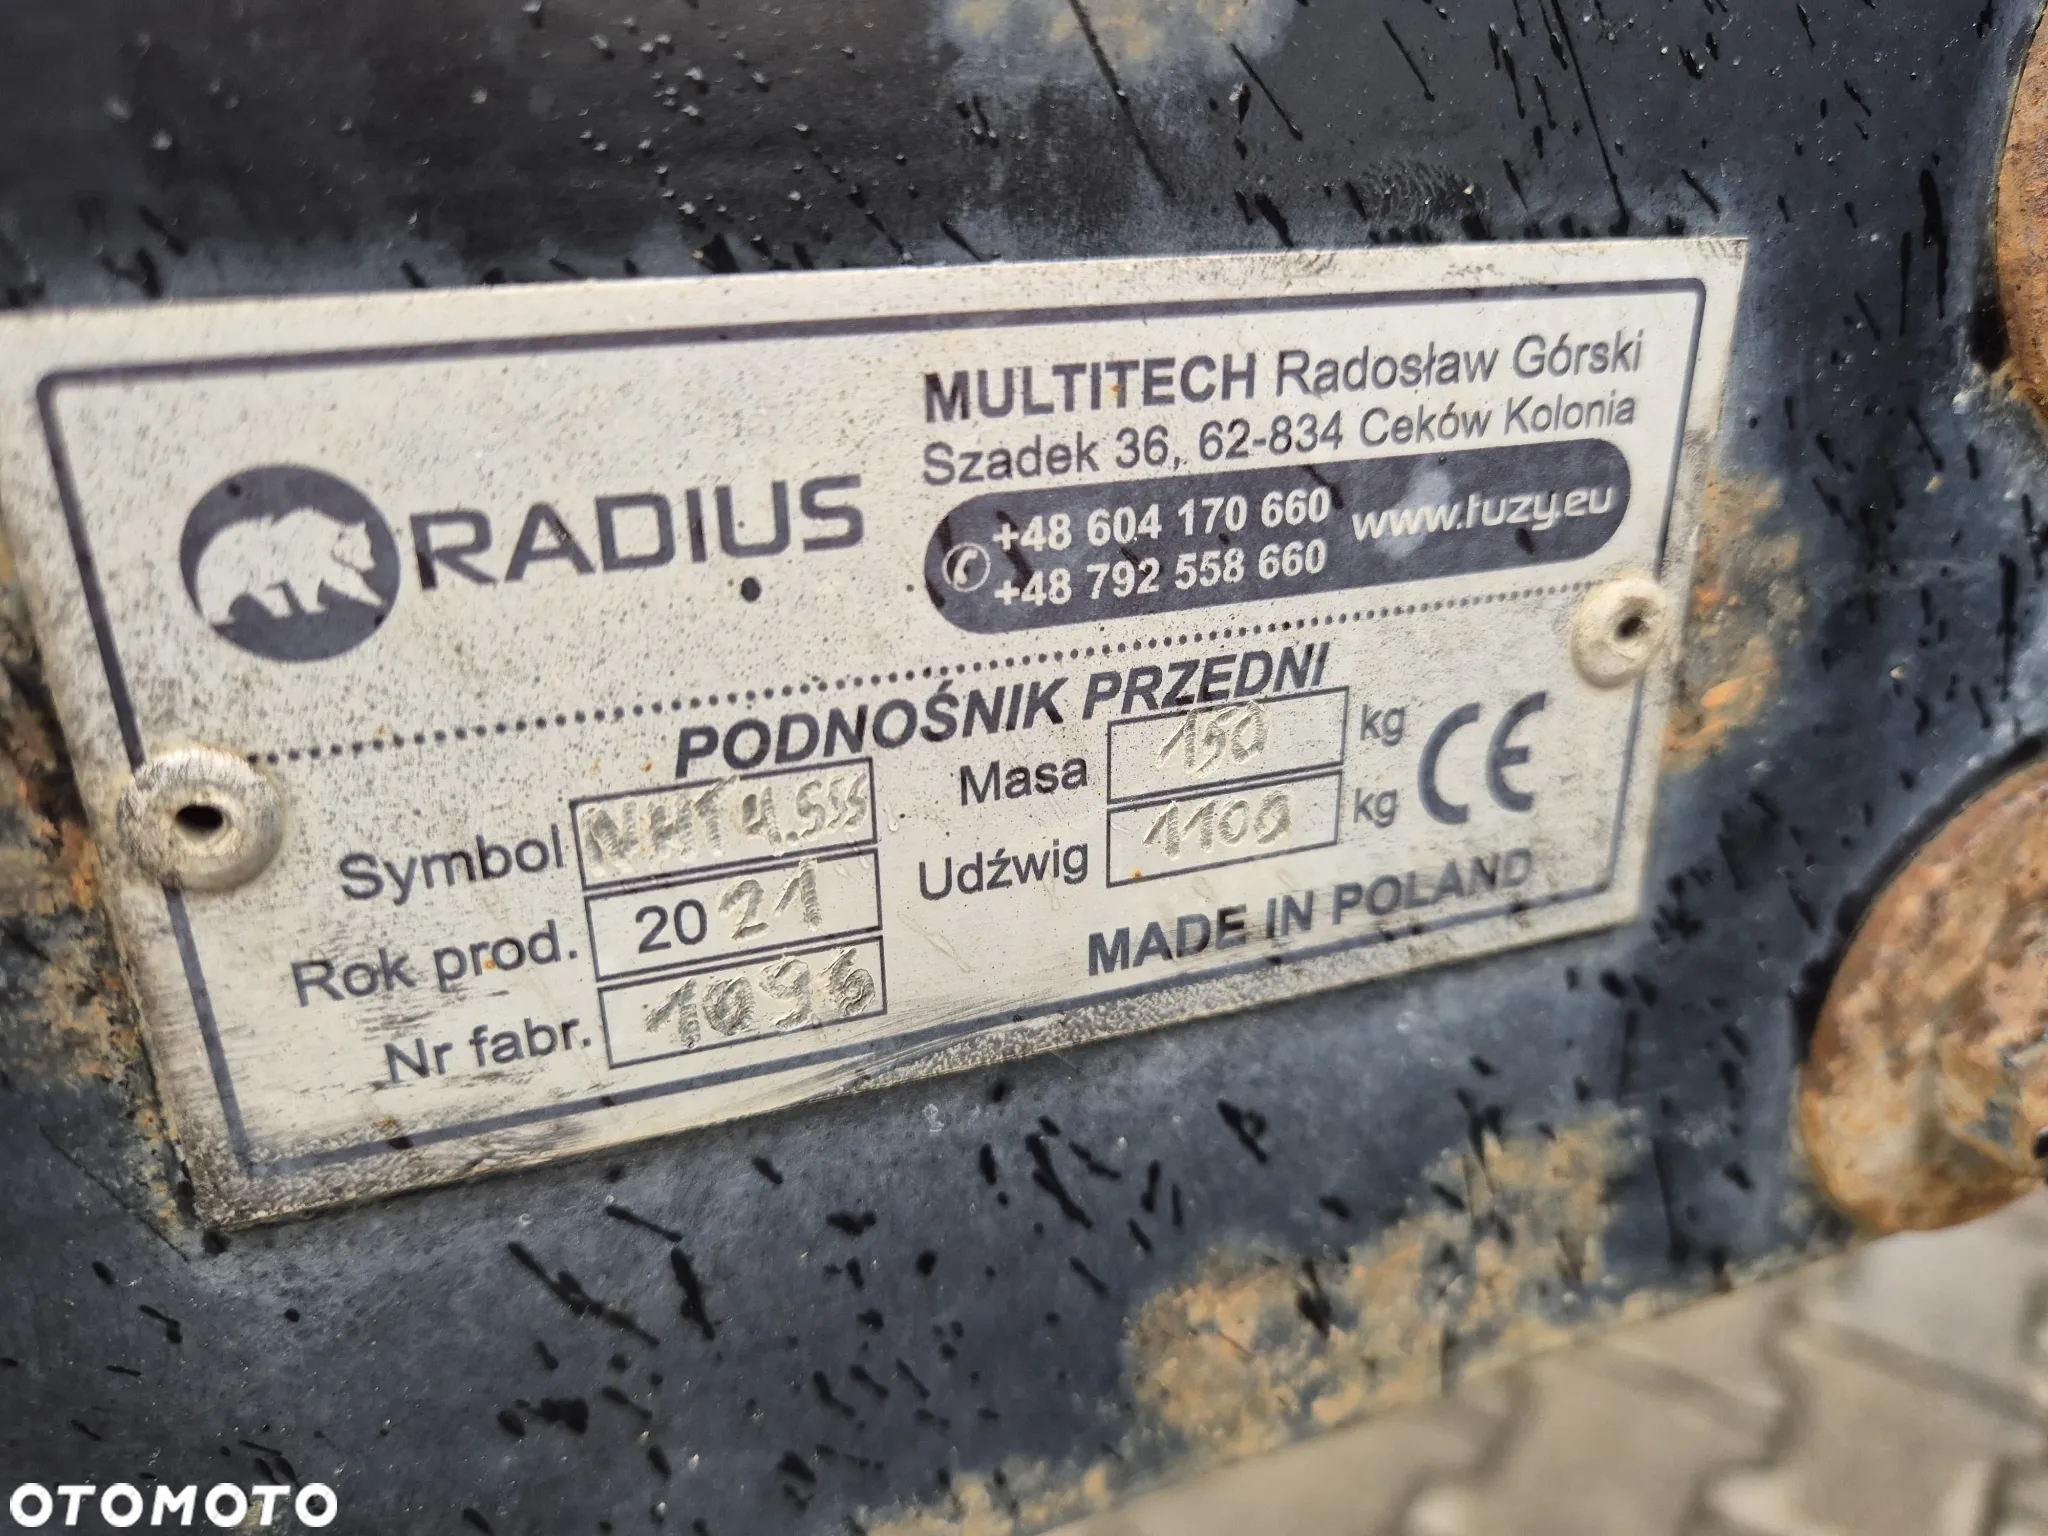 RADIUS
MULTITECH Radosław Górski
Szadek 36, 62-834 Ceków Kolonia
+48 604 170 660
+48 792 558 660
www.tuzy.eu
PODNOŚNIK PRZEDNI
Symbol NHT4.555
Rok prod. 2021
Nr fabr. 1096
Masa 150 kg
Udźwig 1100 kg
CE
MADE IN POLAND
OTOMOTO